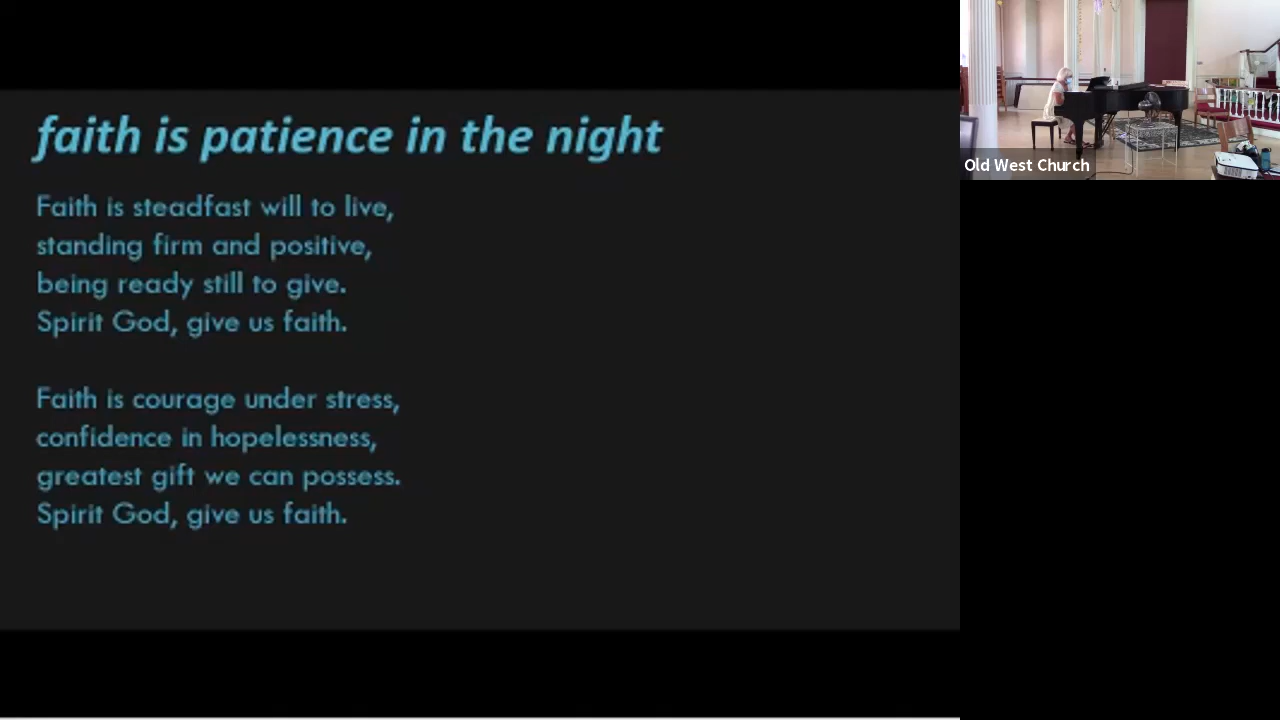 faith is patience in the night
Faith is steadfast will to live,
standing firm and positive,
being ready still to give.
Spirit God, give us faith.
Faith is courage under stress,
confidence in hopelessness,
greatest gift we can possess.
Spirit God, give us faith.
Old West Church